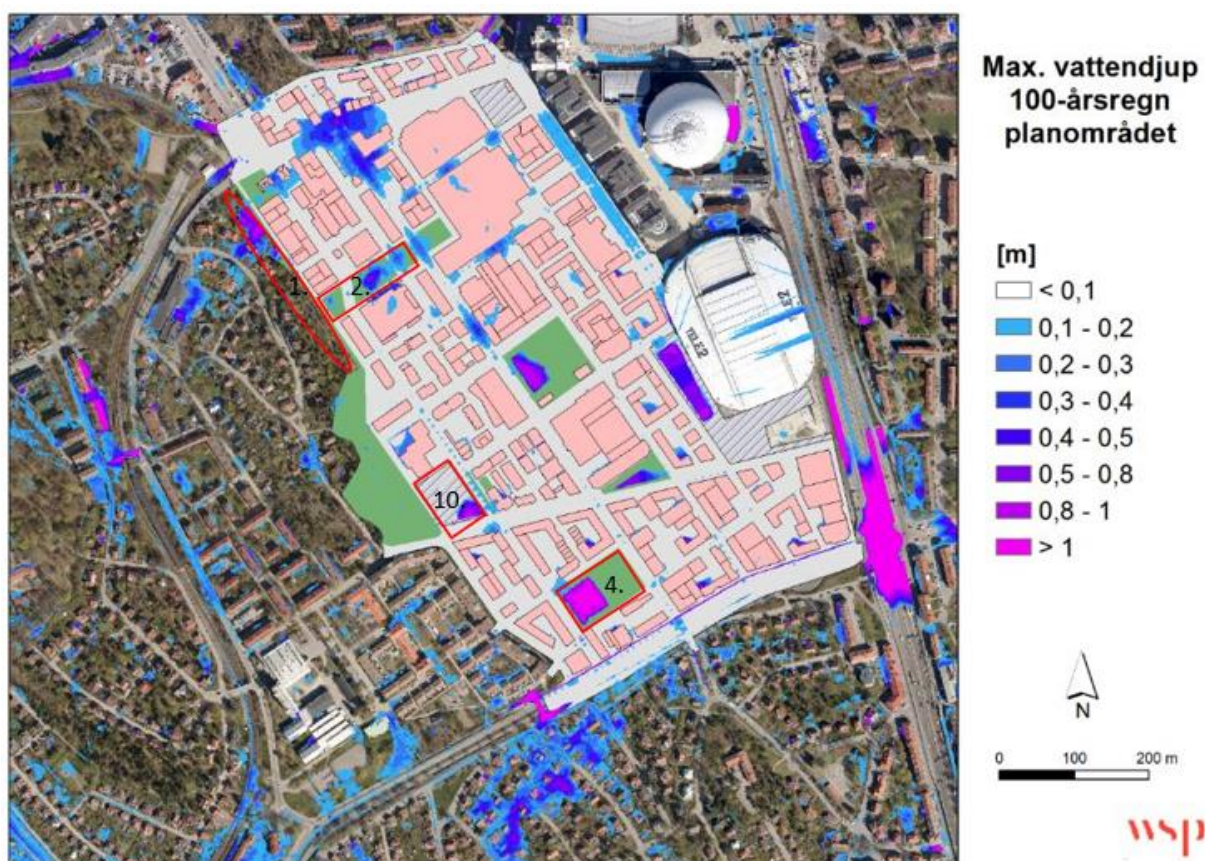 Max. vattendjup
100-årsregn
planområdet
[m]
< 0,1
0,1 - 0,2
0,2 - 0,3
0,3 - 0,4
0,4 - 0,5
0,5 - 0,8
0,8 - 1
> 1
1.
2.
10.
4.
N
0 100 200 m
wsp